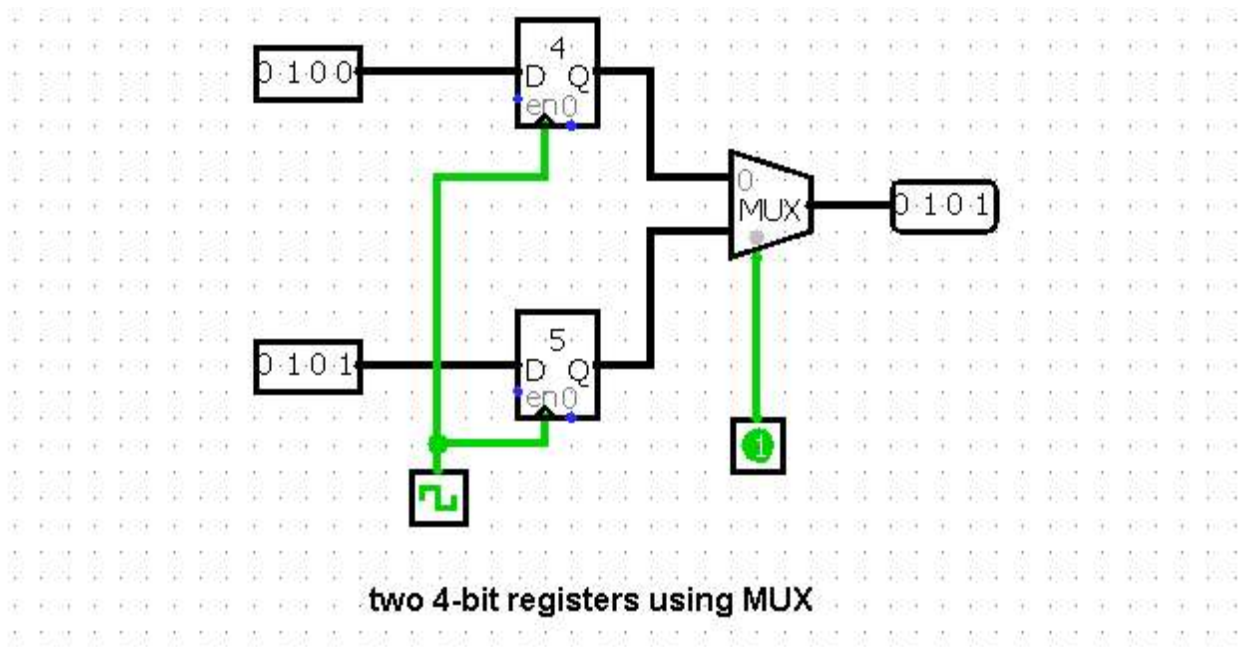 4
0 1 0 0
D Q
en 0
0
MUX
0 1 0 1
5
0 1 0 1
D Q
en 0
1
two 4-bit registers using MUX